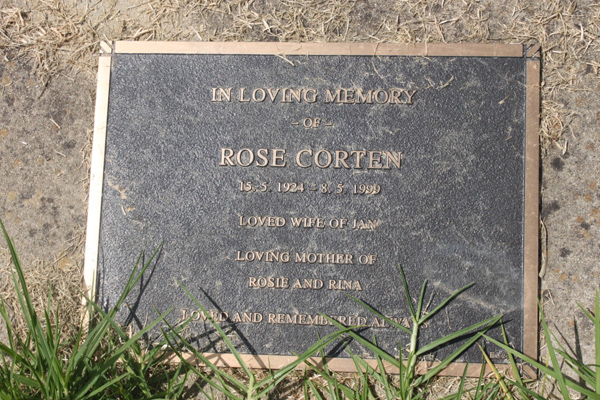 IN LOVING MEMORY
- OF -
ROSE CORTEN
15. 5. 1924 - 8. 5. 1999
LOVED WIFE OF JAN
LOVING MOTHER OF
ROSIE AND RINA
LOVED AND REMEMBERED ALWAYS